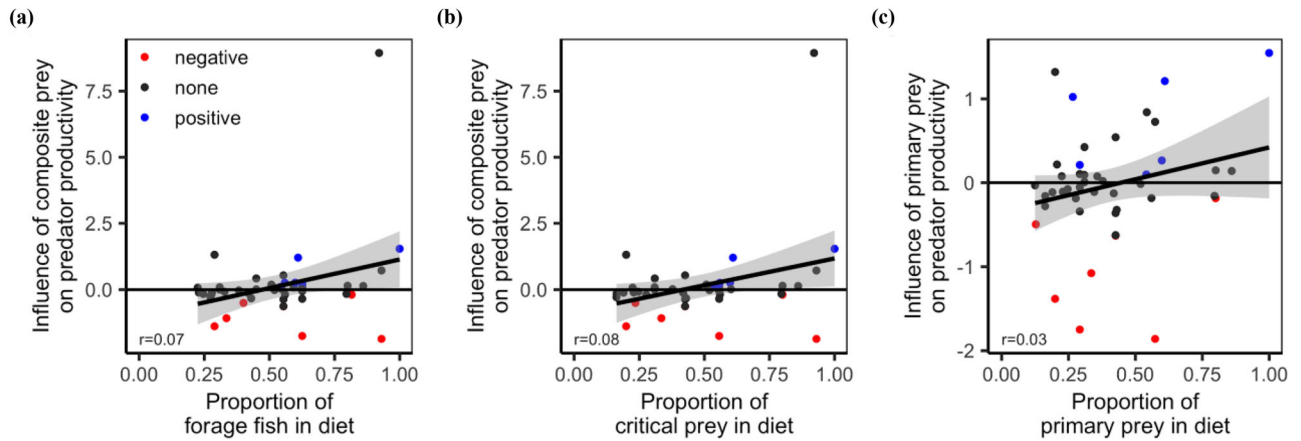 (a)
Influence of composite prey
on predator productivity
7.5
5.0
2.5
0.0
negative
none
positive
r=0.07
0.00 0.25 0.50 0.75 1.00
Proportion of
forage fish in diet
(b)
Influence of composite prey
on predator productivity
7.5
5.0
2.5
0.0
r=0.08
0.00 0.25 0.50 0.75 1.00
Proportion of
critical prey in diet
(c)
Influence of primary prey
on predator productivity
1
0
-1
-2
r=0.03
0.00 0.25 0.50 0.75 1.00
Proportion of
primary prey in diet